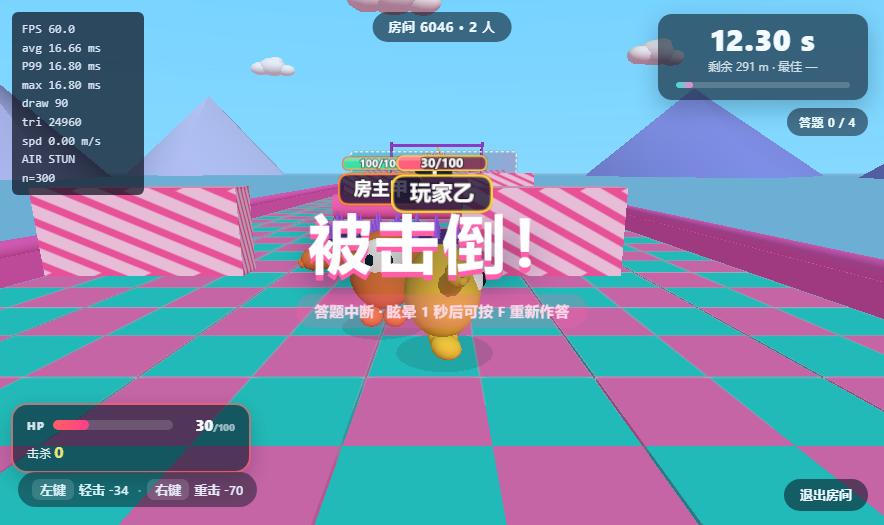 FPS 60.0
avg 16.66 ms
P99 16.80 ms
max 16.80 ms
draw 90
tri 24960
spd 0.00 m/s
AIR STUN
n=300
房间 6046 • 2 人
12.30 s
剩余 291 m · 最佳 —
答题 0 / 4
100/10
30/100
房主甲
玩家乙
被击倒！
答题中断 · 眩晕 1 秒后可按 F 重新作答
HP 30/100
击杀 0
左键 轻击 -34 · 右键 重击 -70
退出房间